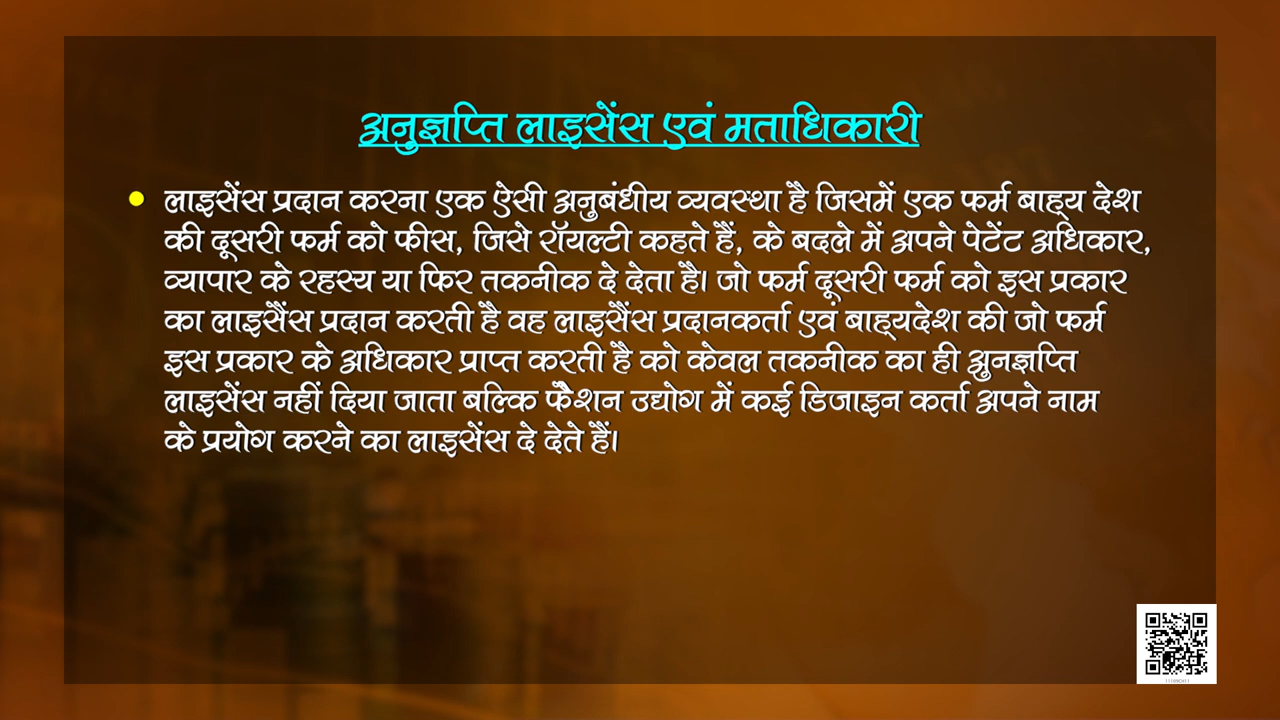 अनुज्ञप्ति लाइसेंस एवं मताधिकारी
• लाइसेंस प्रदान करना एक ऐसी अनुबंधीय व्यवस्था है जिसमें एक फर्म बाह्य देश
की दूसरी फर्म को फीस, जिसे रॉयल्टी कहते हैं, के बदले में अपने पेटेंट अधिकार,
व्यापार के रहस्य या फिर तकनीक दे देता है। जो फर्म दूसरी फर्म को इस प्रकार
का लाइसैंस प्रदान करती है वह लाइसैंस प्रदानकर्ता एवं बाह्यदेश की जो फर्म
इस प्रकार के अधिकार प्राप्त करती है को केवल तकनीक का ही अुनज्ञप्ति
लाइसेंस नहीं दिया जाता बल्कि फैशन उद्योग में कई डिजाइन कर्ता अपने नाम
के प्रयोग करने का लाइसेंस दे देते हैं।